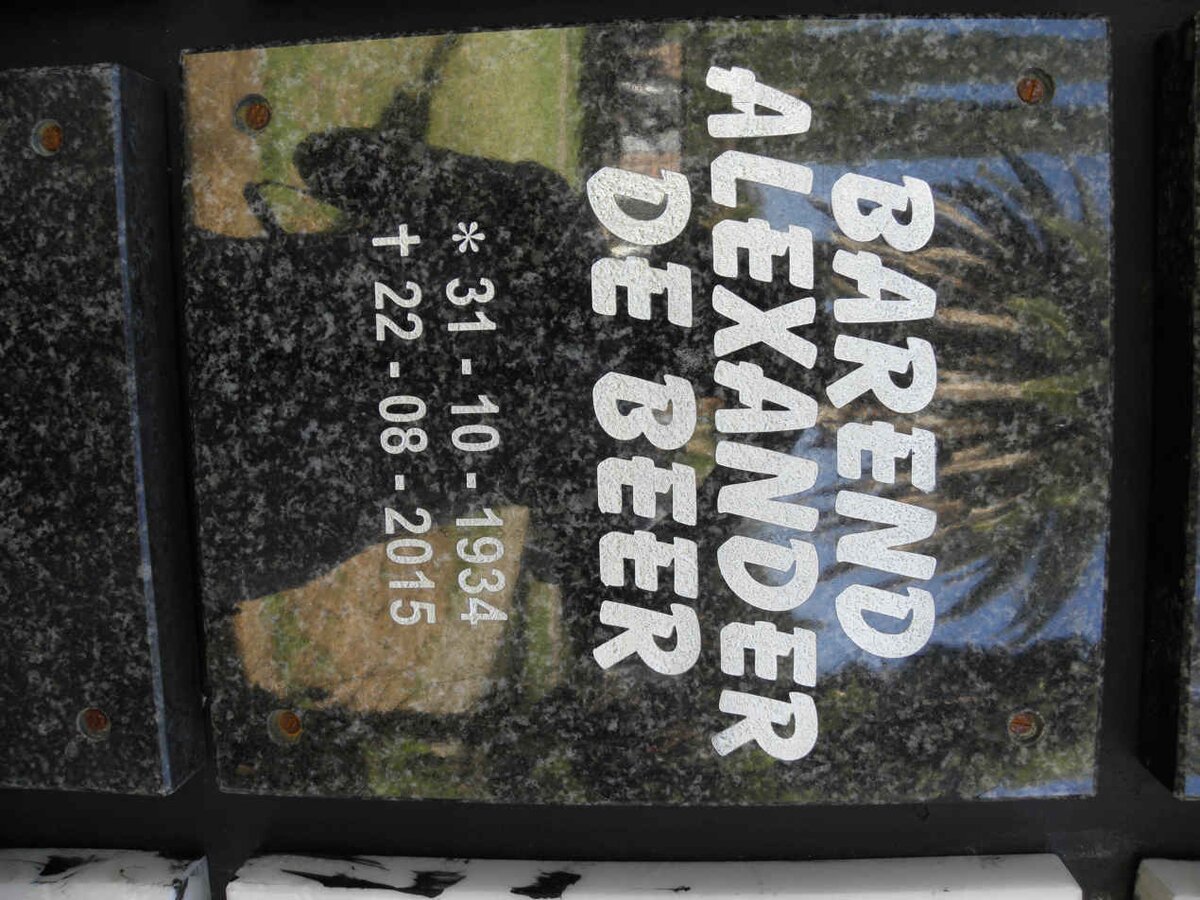 BAREND
ALEXANDER
DE BEER
* 31-10-1934
✝ 22-08-2015